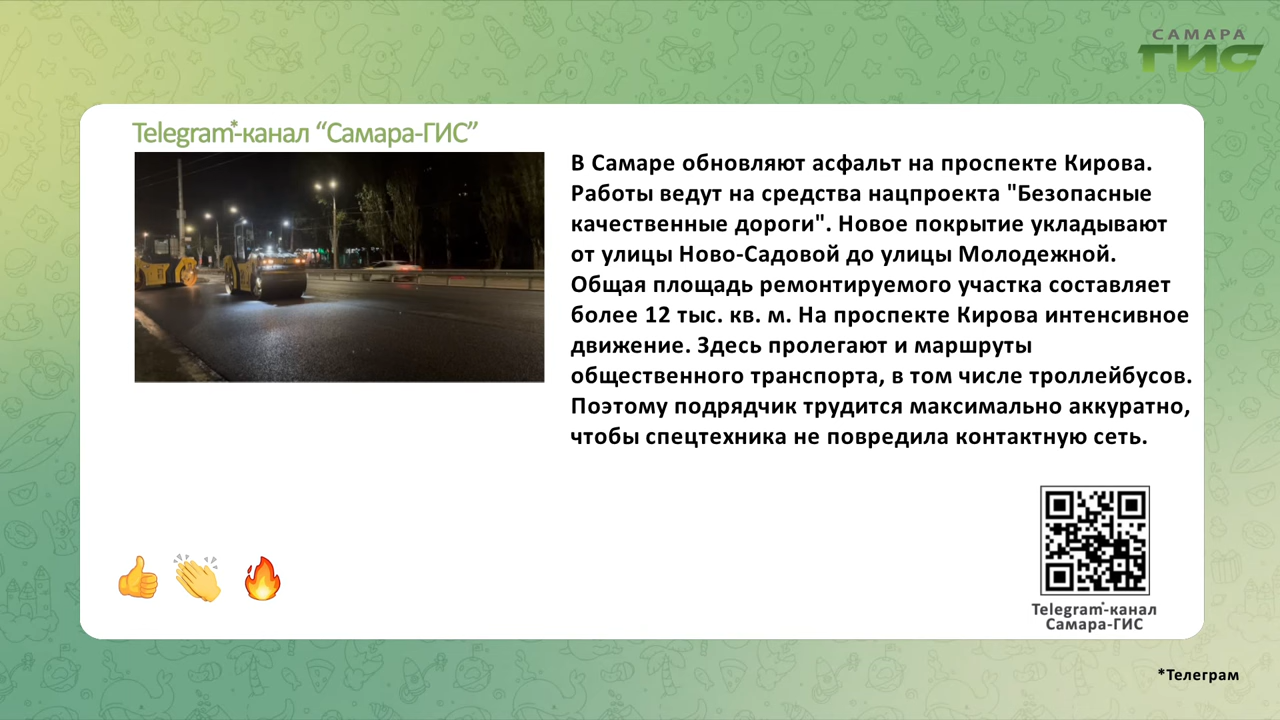 САМАРА
ГИС
Telegram*-канал “Самара-ГИС”
В Самаре обновляют асфальт на проспекте Кирова.
Работы ведут на средства нацпроекта "Безопасные
качественные дороги". Новое покрытие укладывают
от улицы Ново-Садовой до улицы Молодежной.
Общая площадь ремонтируемого участка составляет
более 12 тыс. кв. м. На проспекте Кирова интенсивное
движение. Здесь пролегают и маршруты
общественного транспорта, в том числе троллейбусов.
Поэтому подрядчик трудится максимально аккуратно,
чтобы спецтехника не повредила контактную сеть.
Telegram*-канал
Самара-ГИС
*Телеграм